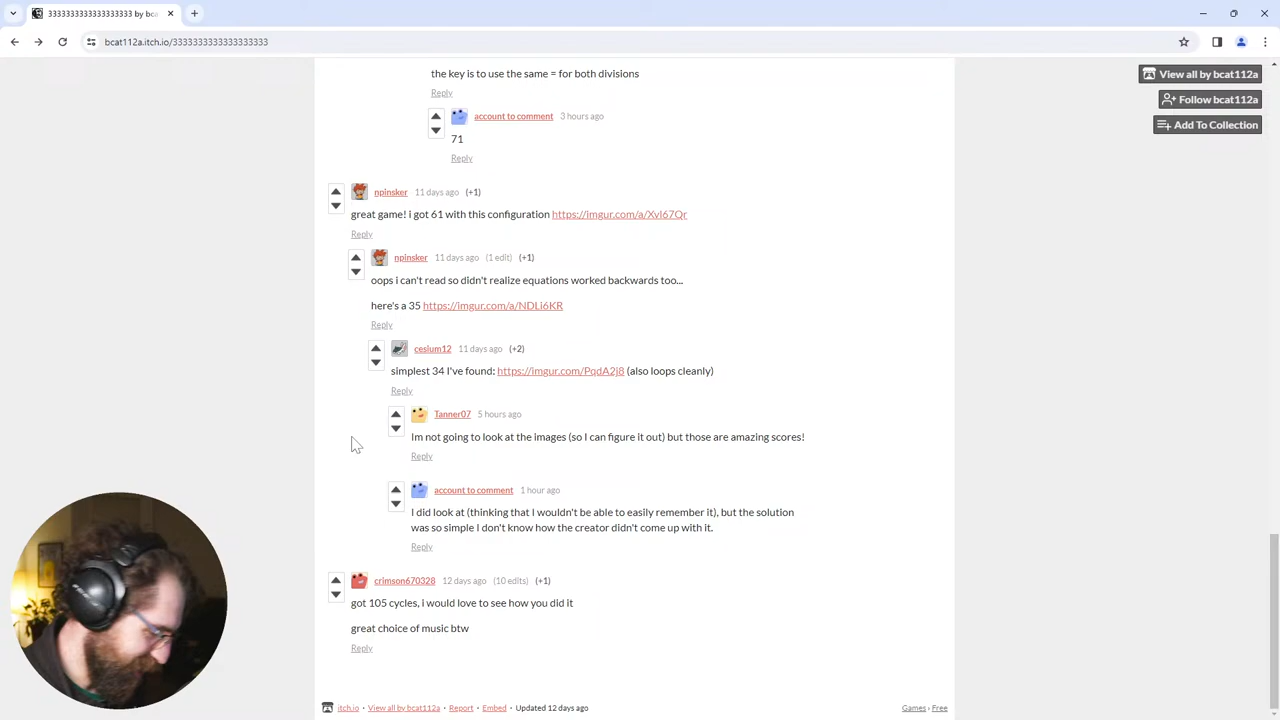 3333333333333333333 by bc
bcat112a.itch.io/3333333333333333333
View all by bcat112a
Follow bcat112a
Add To Collection
the key is to use the same = for both divisions
Reply
account to comment 3 hours ago
71
Reply
npinsker 11 days ago (+1)
great game! i got 61 with this configuration https://imgur.com/a/Xvl67Qr
Reply
npinsker 11 days ago (1 edit) (+1)
oops i can't read so didn't realize equations worked backwards too...
here's a 35 https://imgur.com/a/NDLi6KR
Reply
cesium12 11 days ago (+2)
simplest 34 I've found: https://imgur.com/PqdA2j8 (also loops cleanly)
Reply
Tanner07 5 hours ago
Im not going to look at the images (so I can figure it out) but those are amazing scores!
Reply
account to comment 1 hour ago
I did look at (thinking that I wouldn't be able to easily remember it), but the solution
was so simple I don't know how the creator didn't come up with it.
Reply
crimson670328 12 days ago (10 edits) (+1)
got 105 cycles, i would love to see how you did it
great choice of music btw
Reply
itch.io · View all by bcat112a · Report · Embed · Updated 12 days ago
Games › Free